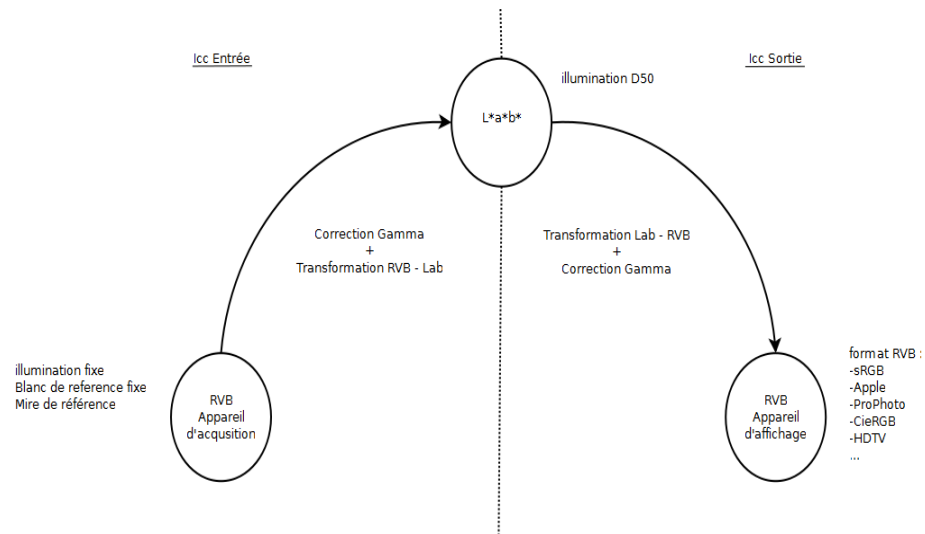 Icc Entrée
Icc Sortie
illumination D50
L*a*b*
Correction Gamma
+
Transformation RVB - Lab
Transformation Lab - RVB
+
Correction Gamma
illumination fixe
Blanc de reference fixe
Mire de référence
RVB
Appareil
d'acqusition
RVB
Appareil
d'affichage
format RVB :
-sRGB
-Apple
-ProPhoto
-CieRGB
-HDTV
...